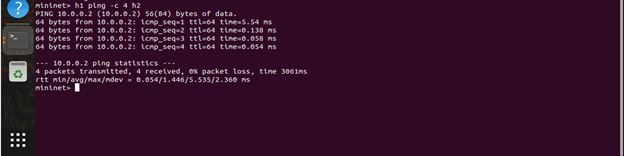 mininet> h1 ping -c 4 h2
PING 10.0.0.2 (10.0.0.2) 56(84) bytes of data.
64 bytes from 10.0.0.2: icmp_seq=1 ttl=64 time=5.54 ms
64 bytes from 10.0.0.2: icmp_seq=2 ttl=64 time=0.138 ms
64 bytes from 10.0.0.2: icmp_seq=3 ttl=64 time=0.058 ms
64 bytes from 10.0.0.2: icmp_seq=4 ttl=64 time=0.054 ms
--- 10.0.0.2 ping statistics ---
4 packets transmitted, 4 received, 0% packet loss, time 3061ms
rtt min/avg/max/mdev = 0.054/1.446/5.535/2.360 ms
mininet>